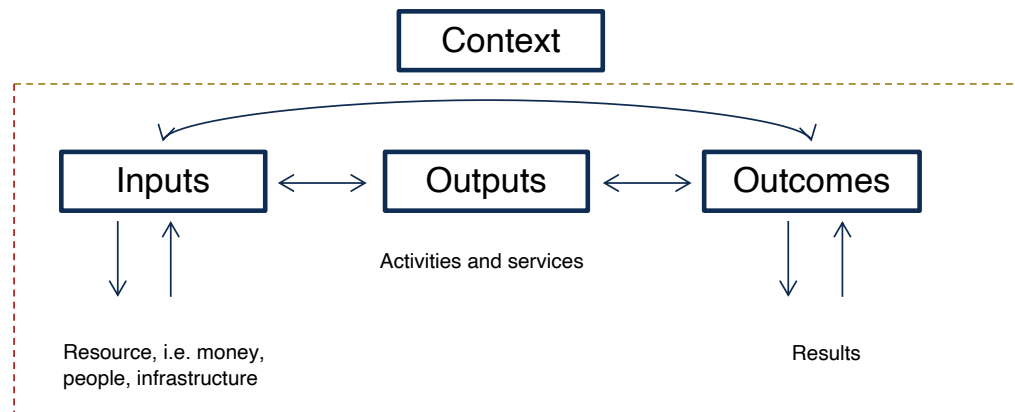 Context
Inputs
Outputs
Outcomes
Activities and services
Resource, i.e. money,
people, infrastructure
Results